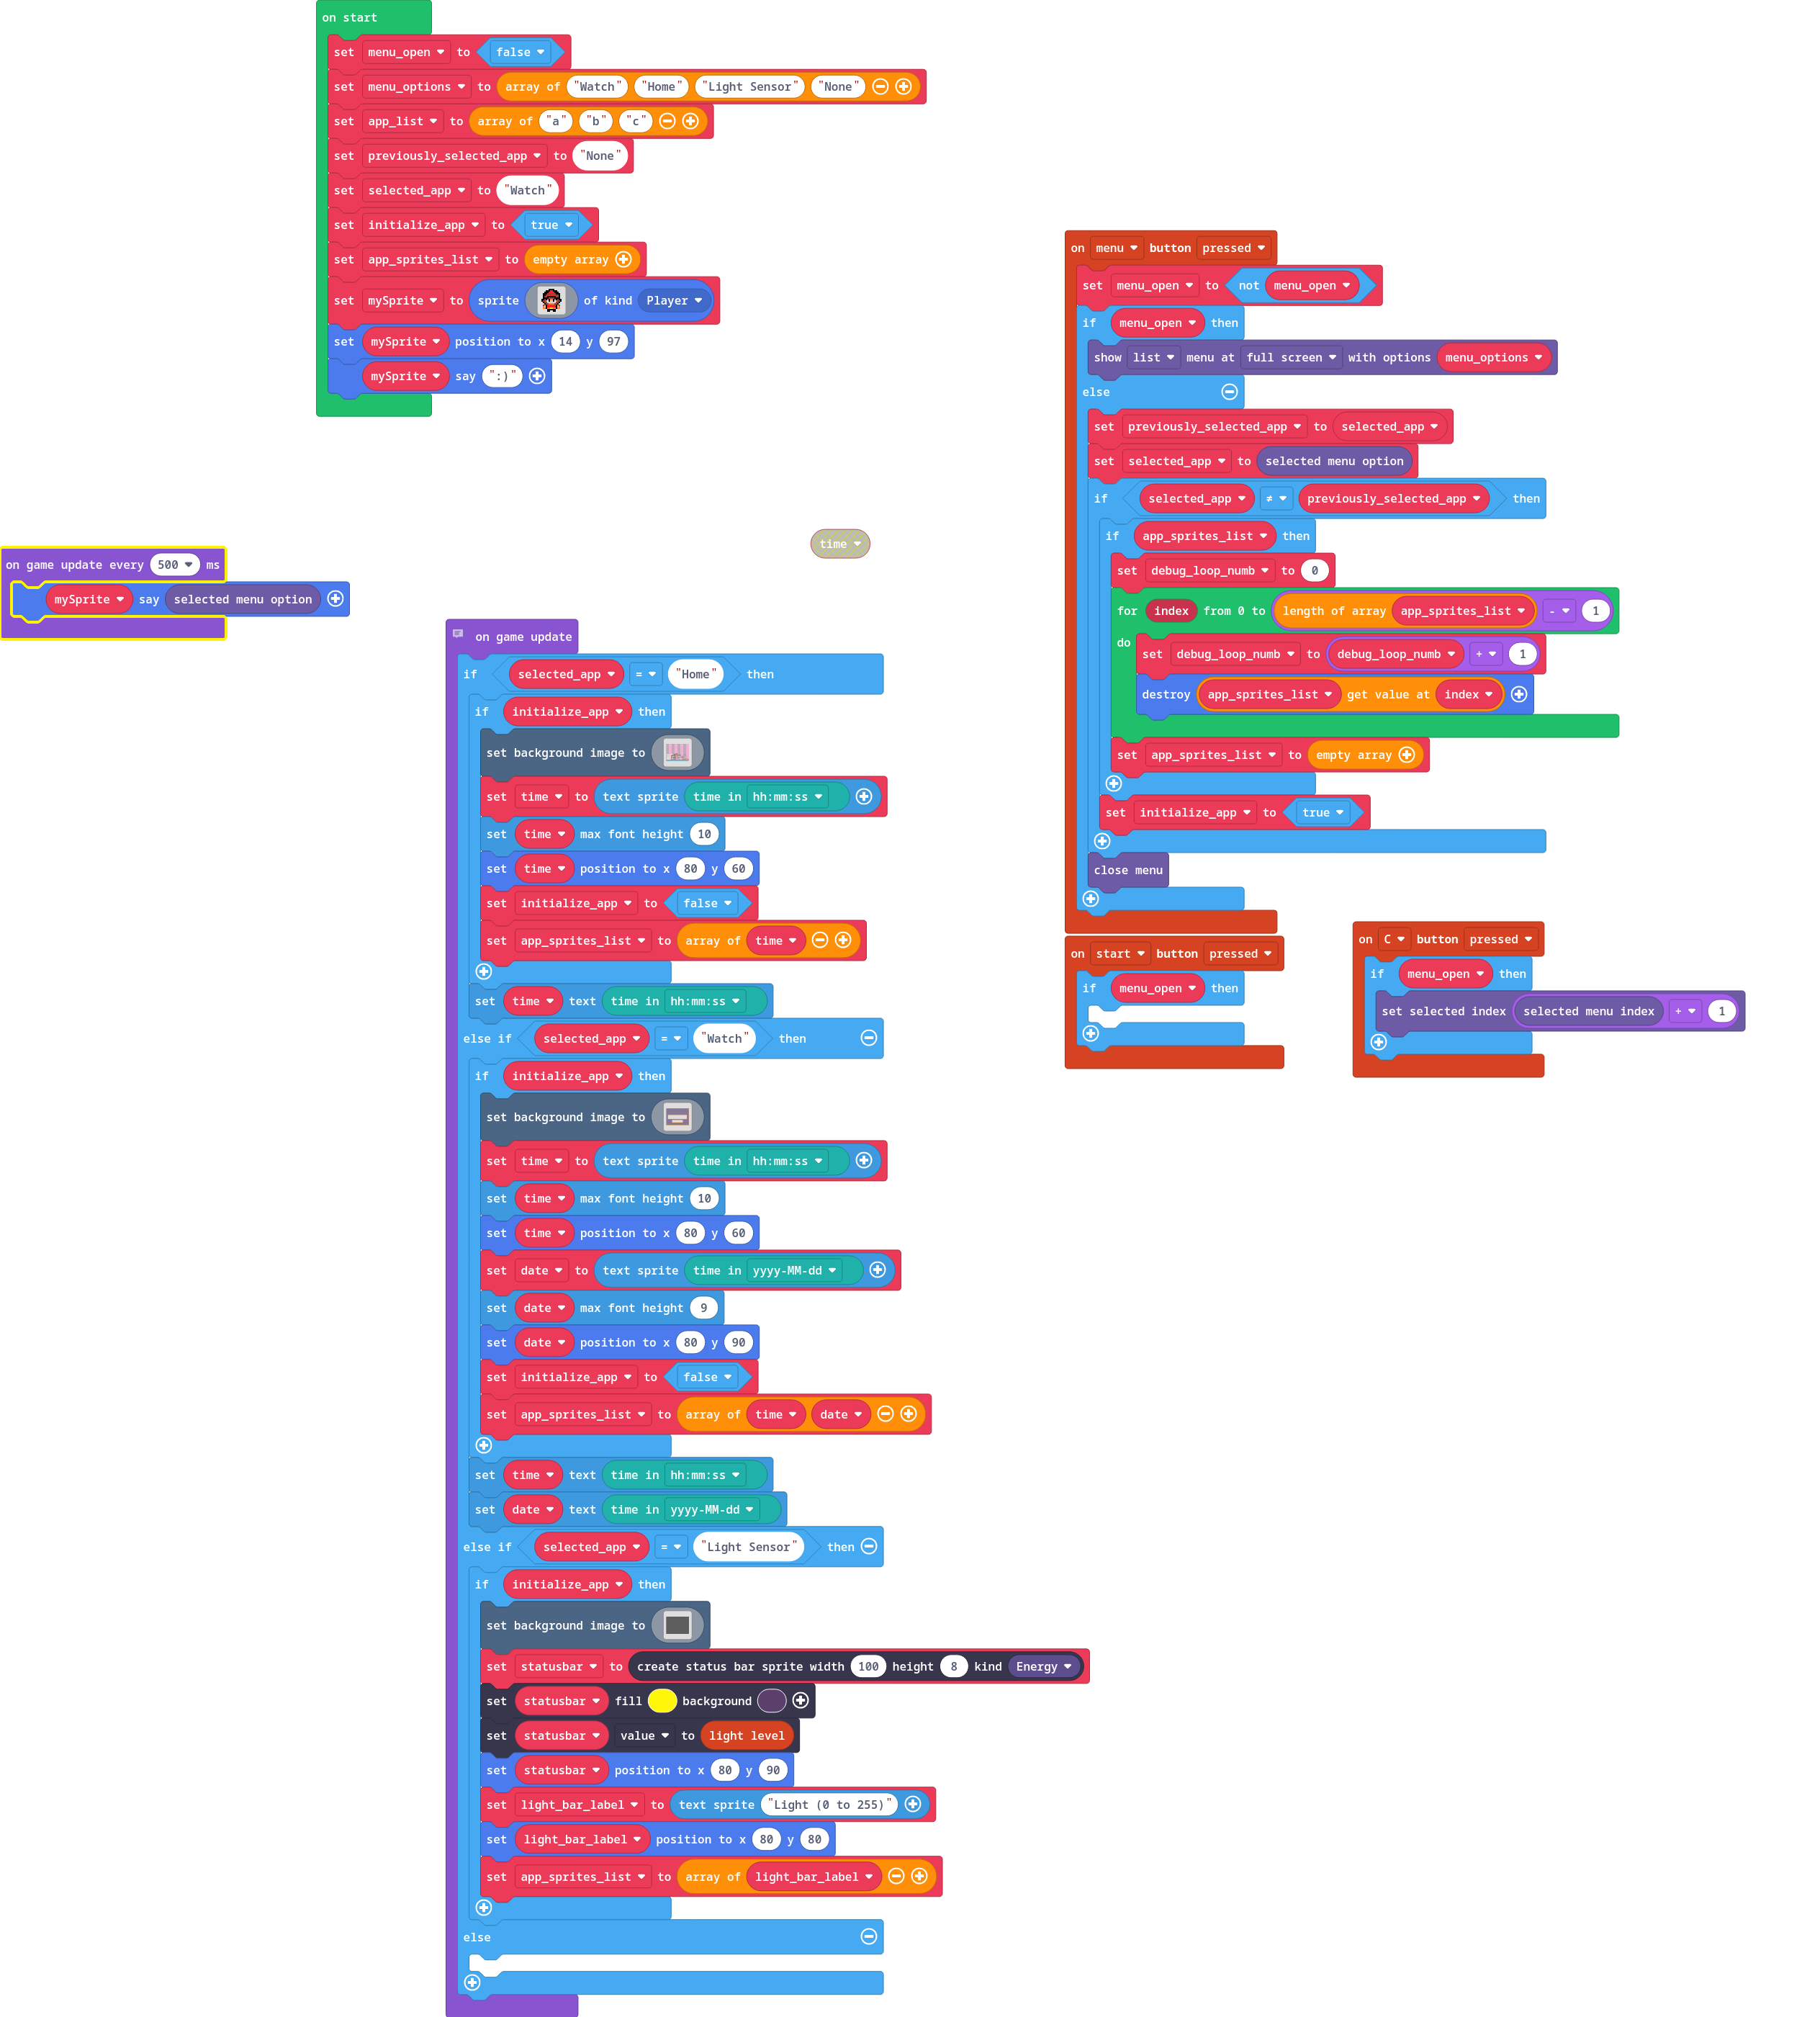 on start
set menu_open to false
set menu_options to array of "Watch" "Home" "Light Sensor" "None"
set app_list to array of "a" "b" "c"
set previously_selected_app to "None"
set selected_app to "Watch"
set initialize_app to true
set app_sprites_list to empty array
set mySprite to sprite of kind Player
set mySprite position to x 14 y 97
mySprite say ":)"
time
on game update every 500 ms
mySprite say selected menu option
on game update
if selected_app = "Home" then
if initialize_app then
set background image to
set time to text sprite time in hh:mm:ss
set time max font height 10
set time position to x 80 y 60
set initialize_app to false
set app_sprites_list to array of time
set time text time in hh:mm:ss
else if selected_app = "Watch" then
if initialize_app then
set background image to
set time to text sprite time in hh:mm:ss
set time max font height 10
set time position to x 80 y 60
set date to text sprite time in yyyy-MM-dd
set date max font height 9
set date position to x 80 y 90
set initialize_app to false
set app_sprites_list to array of time date
set time text time in hh:mm:ss
set date text time in yyyy-MM-dd
else if selected_app = "Light Sensor" then
if initialize_app then
set background image to
set statusbar to create status bar sprite width 100 height 8 kind Energy
set statusbar fill background
set statusbar value to light level
set statusbar position to x 80 y 90
set light_bar_label to text sprite "Light (0 to 255)"
set light_bar_label position to x 80 y 80
set app_sprites_list to array of light_bar_label
else
on menu button pressed
set menu_open to not menu_open
if menu_open then
show list menu at full screen with options menu_options
else
set previously_selected_app to selected_app
set selected_app to selected menu option
if selected_app ≠ previously_selected_app then
if app_sprites_list then
set debug_loop_numb to 0
for index from 0 to length of array app_sprites_list - 1
do set debug_loop_numb to debug_loop_numb + 1
destroy app_sprites_list get value at index
set app_sprites_list to empty array
set initialize_app to true
close menu
on start button pressed
if menu_open then
on C button pressed
if menu_open then
set selected index selected menu index + 1